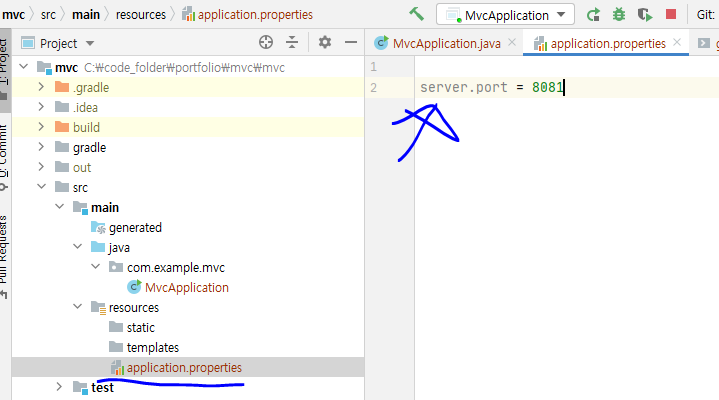 mvc src main resources application.properties MvcApplication Git:
1: Project Project MvcApplication.java application.properties g
mvc C:\code_folder\portfolio\mvc\mvc 1
.gradle 2 server.port = 8081
.idea
build
gradle
out
src
main
generated
java
com.example.mvc
MvcApplication
resources
static
templates
application.properties
test
0: Commit
Pull Requests